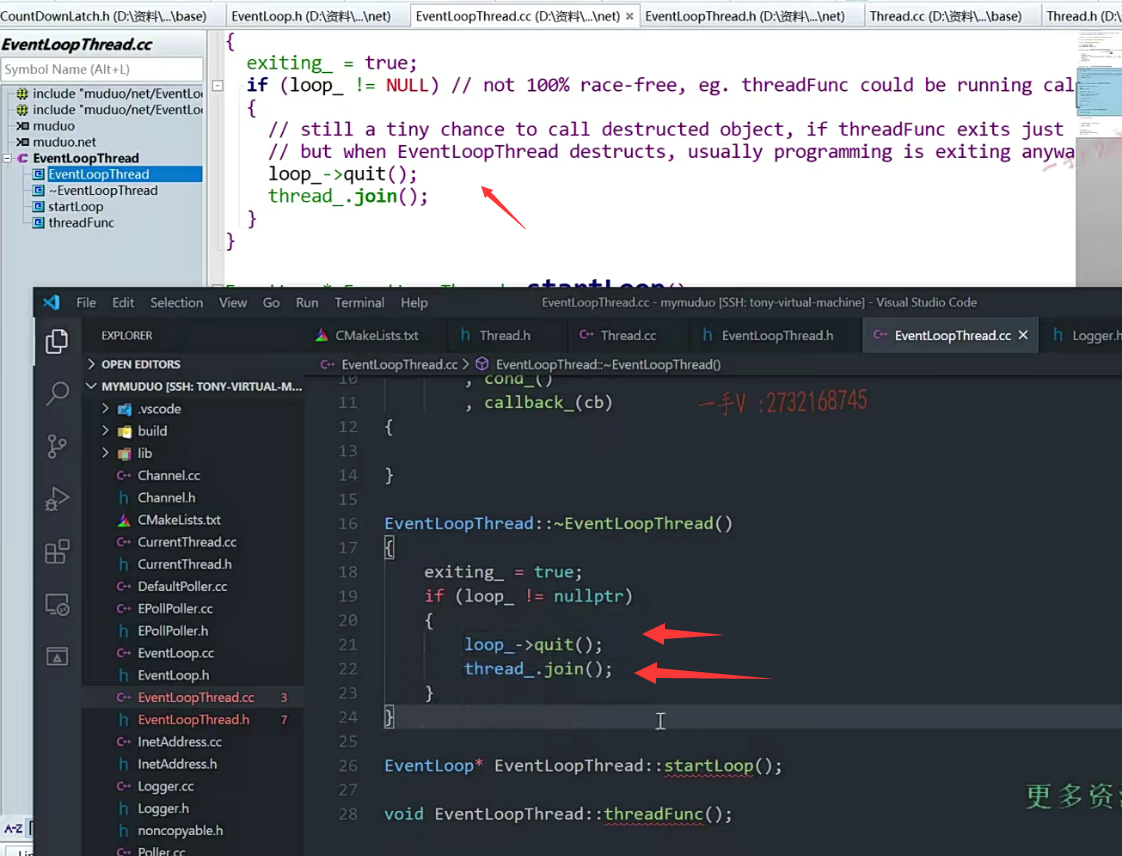 CountDownLatch.h (D:\资料\...\base)
EventLoop.h (D:\资料\...\net)
EventLoopThread.cc (D:\资料\...\net) ×
EventLoopThread.h (D:\资料\...\net)
Thread.cc (D:\资料\...\base)
Thread.h (D:\
EventLoopThread.cc
Symbol Name (Alt+L)
include "muduo/net/EventLo
include "muduo/net/EventLo
muduo
muduo.net
EventLoopThread
EventLoopThread
~EventLoopThread
startLoop
threadFunc
A-Z
{
exiting_ = true;
if (loop_ != NULL) // not 100% race-free, eg. threadFunc could be running cal
{
// still a tiny chance to call destructed object, if threadFunc exits just
// but when EventLoopThread destructs, usually programming is exiting anywa
loop_->quit();
thread_.join();
}
}
File Edit Selection View Go Run Terminal Help
EventLoopThread.cc - mymuduo [SSH: tony-virtual-machine] - Visual Studio Code
EXPLORER
OPEN EDITORS
MYMUDUO [SSH: TONY-VIRTUAL-M...
.vscode
build
lib
Channel.cc
Channel.h
CMakeLists.txt
CurrentThread.cc
CurrentThread.h
DefaultPoller.cc
EPollPoller.cc
EPollPoller.h
EventLoop.cc
EventLoop.h
EventLoopThread.cc 3
EventLoopThread.h 7
InetAddress.cc
InetAddress.h
Logger.cc
Logger.h
noncopyable.h
Poller.cc
CMakeLists.txt
Thread.h
Thread.cc
EventLoopThread.h
EventLoopThread.cc ×
Logger.h
EventLoopThread.cc > EventLoopThread::~EventLoopThread()
10 , cond_()
11 , callback_(cb)
一手V :2732168745
12 {
13
14 }
15
16 EventLoopThread::~EventLoopThread()
17 {
18 exiting_ = true;
19 if (loop_ != nullptr)
20 {
21 loop_->quit();
22 thread_.join();
23 }
24 }
25
26 EventLoop* EventLoopThread::startLoop();
27
28 void EventLoopThread::threadFunc();
更多资